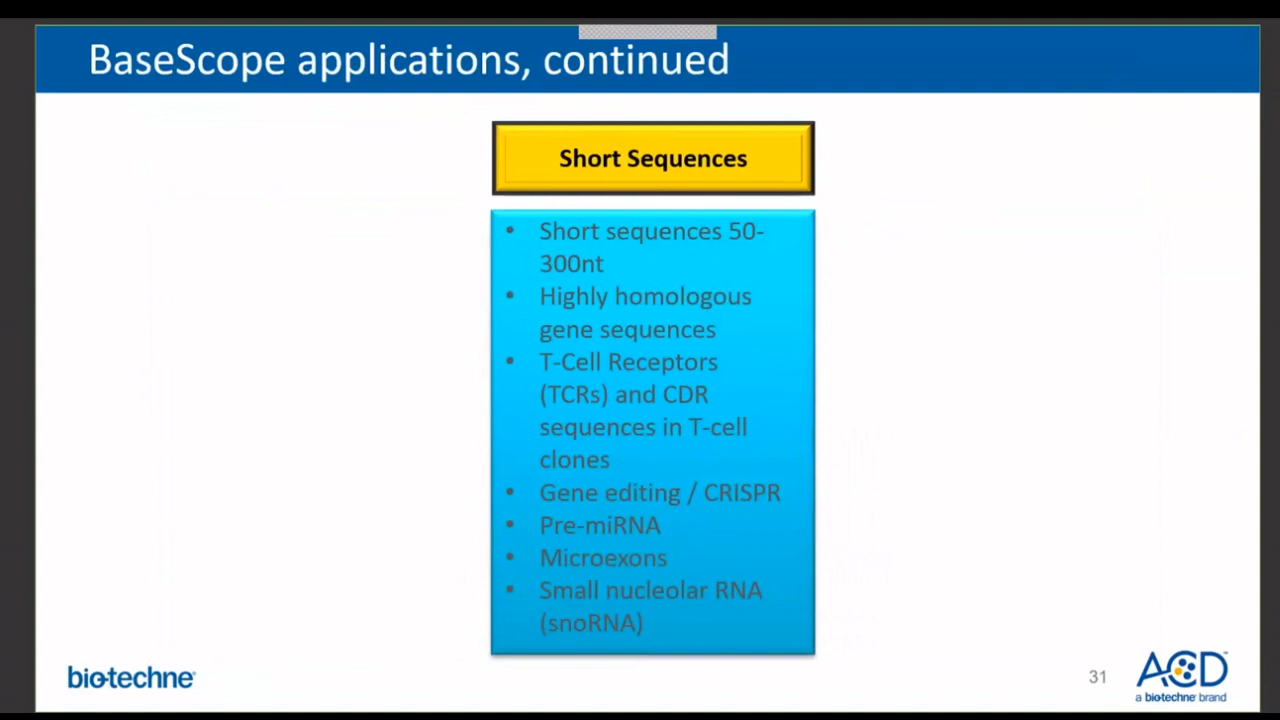 BaseScope applications, continued
Short Sequences
• Short sequences 50-
300nt
• Highly homologous
gene sequences
• T-Cell Receptors
(TCRs) and CDR
sequences in T-cell
clones
• Gene editing / CRISPR
• Pre-miRNA
• Microexons
• Small nucleolar RNA
(snoRNA)
bio-techne®
31
ACD™
a biotechne® brand